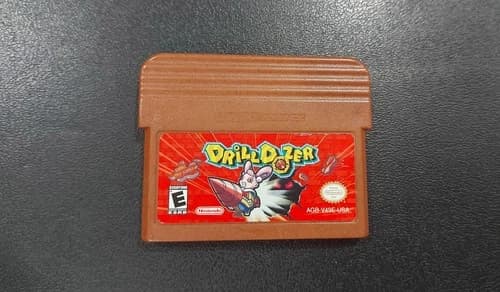 DRILL DOZER
E
Nintendo
AGB-V49E-USA